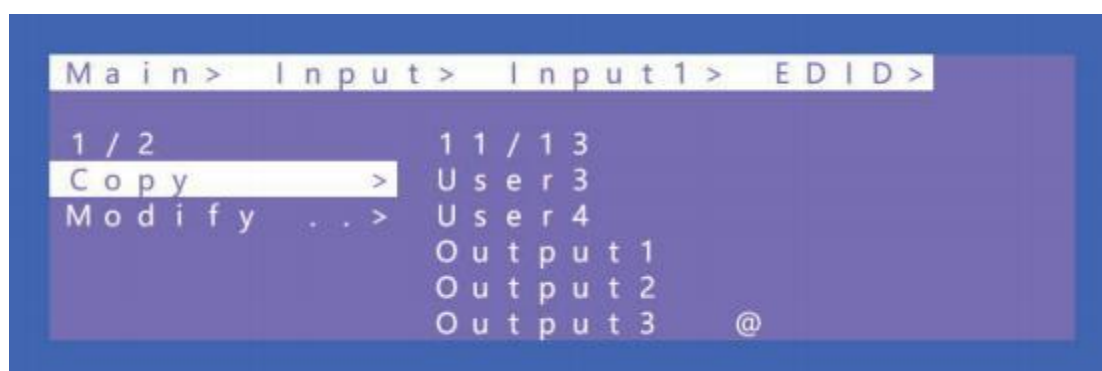 Main> Input> Input1> EDID>
1/2 11/13
Copy > User3
Modify ..> User4
Output1
Output2
Output3 @